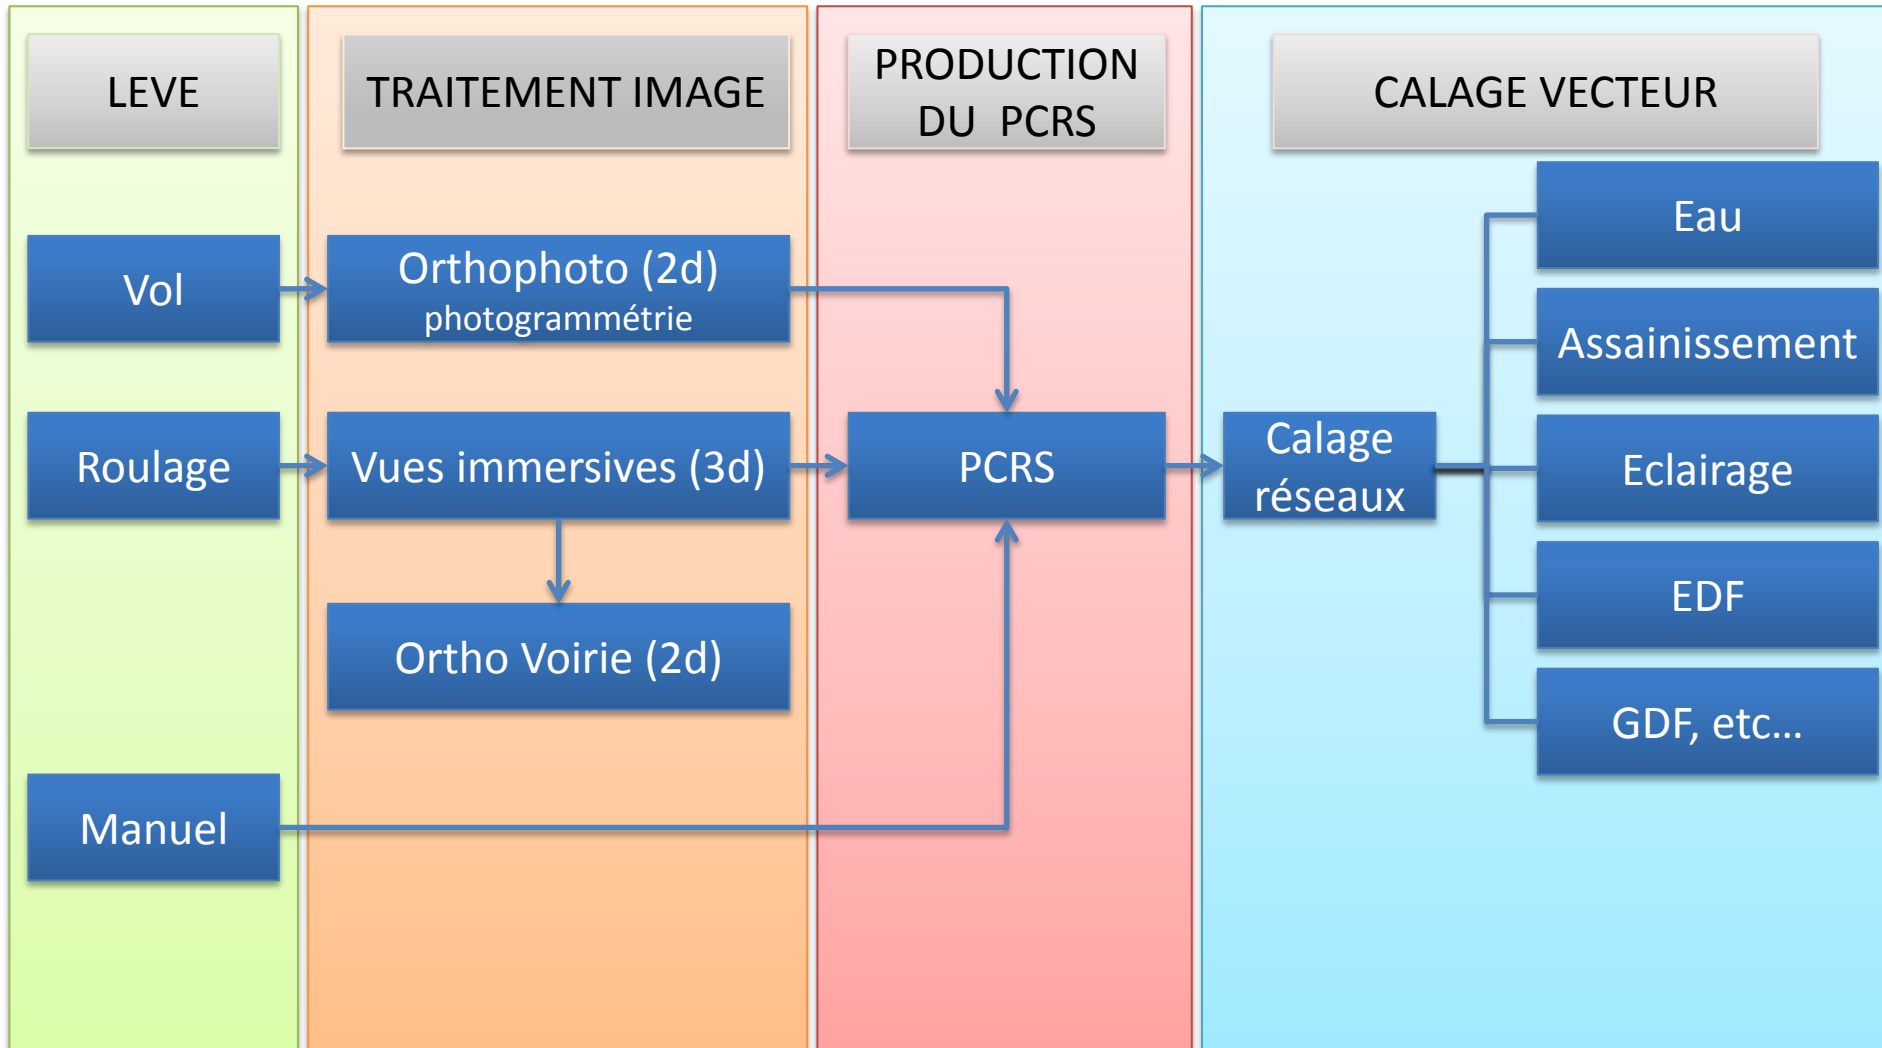 LEVE
TRAITEMENT IMAGE
PRODUCTION
DU PCRS
CALAGE VECTEUR
Vol
Orthophoto (2d)
photogrammétrie
Roulage
Vues immersives (3d)
PCRS
Calage
réseaux
Ortho Voirie (2d)
Manuel
Eau
Assainissement
Eclairage
EDF
GDF, etc...